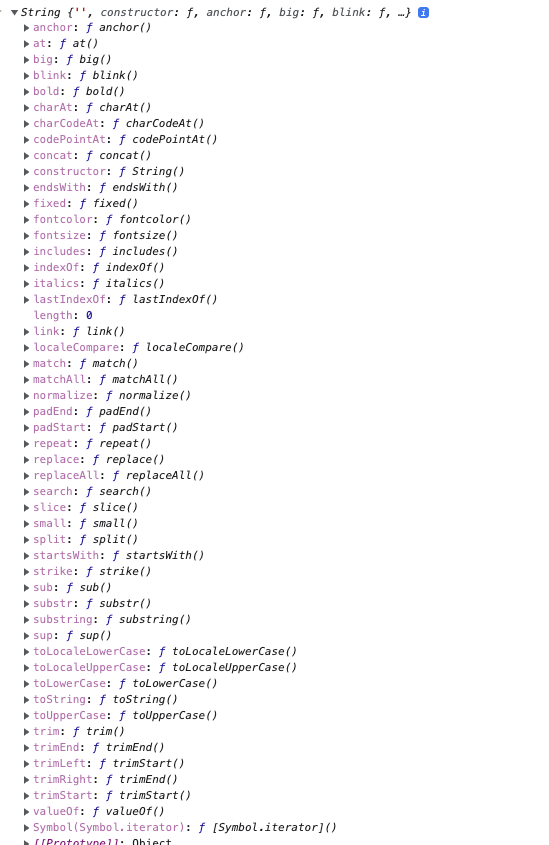 String {'', constructor: ƒ, anchor: ƒ, big: ƒ, blink: ƒ, …} i
anchor: ƒ anchor()
at: ƒ at()
big: ƒ big()
blink: ƒ blink()
bold: ƒ bold()
charAt: ƒ charAt()
charCodeAt: ƒ charCodeAt()
codePointAt: ƒ codePointAt()
concat: ƒ concat()
constructor: ƒ String()
endsWith: ƒ endsWith()
fixed: ƒ fixed()
fontcolor: ƒ fontcolor()
fontsize: ƒ fontsize()
includes: ƒ includes()
indexOf: ƒ indexOf()
italics: ƒ italics()
lastIndexOf: ƒ lastIndexOf()
length: 0
link: ƒ link()
localeCompare: ƒ localeCompare()
match: ƒ match()
matchAll: ƒ matchAll()
normalize: ƒ normalize()
padEnd: ƒ padEnd()
padStart: ƒ padStart()
repeat: ƒ repeat()
replace: ƒ replace()
replaceAll: ƒ replaceAll()
search: ƒ search()
slice: ƒ slice()
small: ƒ small()
split: ƒ split()
startsWith: ƒ startsWith()
strike: ƒ strike()
sub: ƒ sub()
substr: ƒ substr()
substring: ƒ substring()
sup: ƒ sup()
toLocaleLowerCase: ƒ toLocaleLowerCase()
toLocaleUpperCase: ƒ toLocaleUpperCase()
toLowerCase: ƒ toLowerCase()
toString: ƒ toString()
toUpperCase: ƒ toUpperCase()
trim: ƒ trim()
trimEnd: ƒ trimEnd()
trimLeft: ƒ trimStart()
trimRight: ƒ trimEnd()
trimStart: ƒ trimStart()
valueOf: ƒ valueOf()
Symbol(Symbol.iterator): ƒ [Symbol.iterator]()
[[Prototype]]: Object